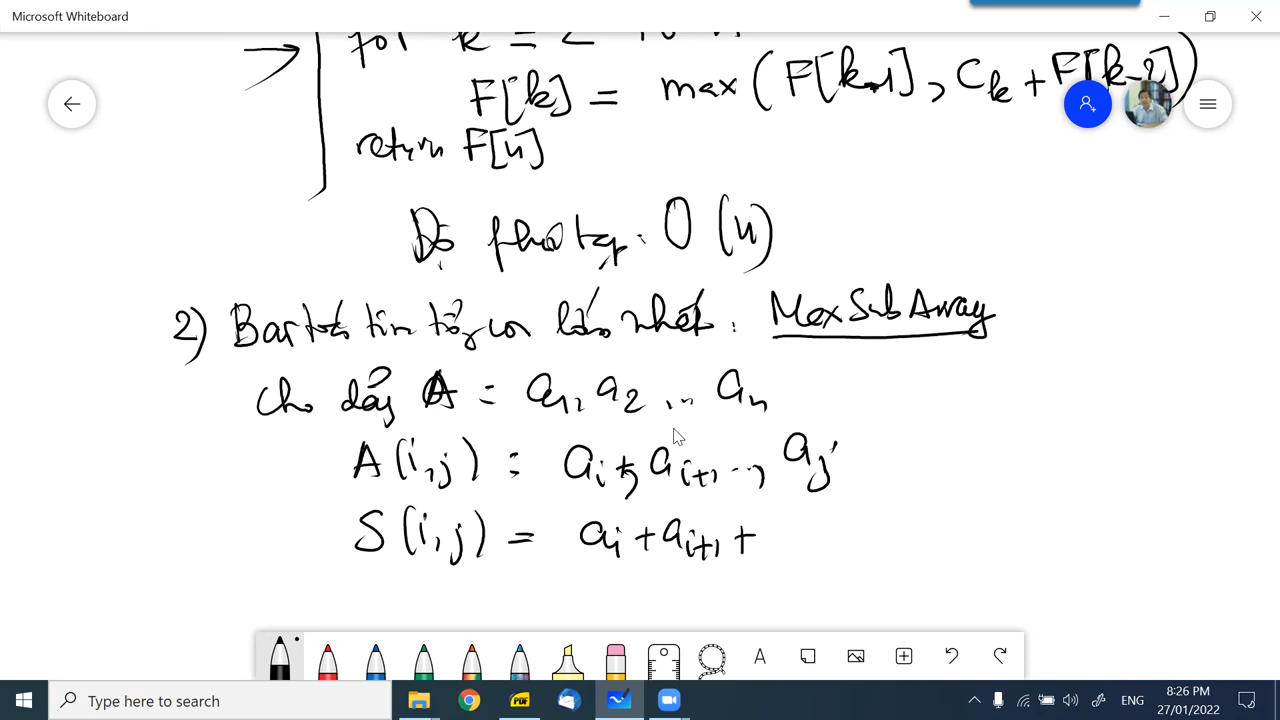 Microsoft Whiteboard
for k = 2 to n
F[k] = max (F[k-1], Ck + F[k-2])
return F[n]
Độ phức tạp: O(n)
2) Bài toán tìm tổng con lớn nhất: MaxSubArray
Cho dãy A = a1, a2 ... an
A(i,j) = ai, ai+1 ..., aj
S(i,j) = ai + ai+1 +
A
Type here to search
PDF
ENG
8:26 PM
27/01/2022